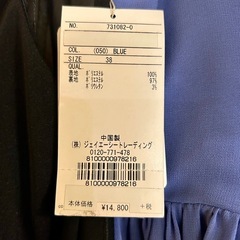 NO. 731082-0
COL. (050) BLUE
SIZE 38
QUAL.
表地 ポリエステル 100%
裏地 ポリエステル 97%
ポリウレタン 3%
中国製
(株) ジェイエーシートレーディング
0120-771-478
8100000978216
8100000978216
本体価格 ¥14,800 +税